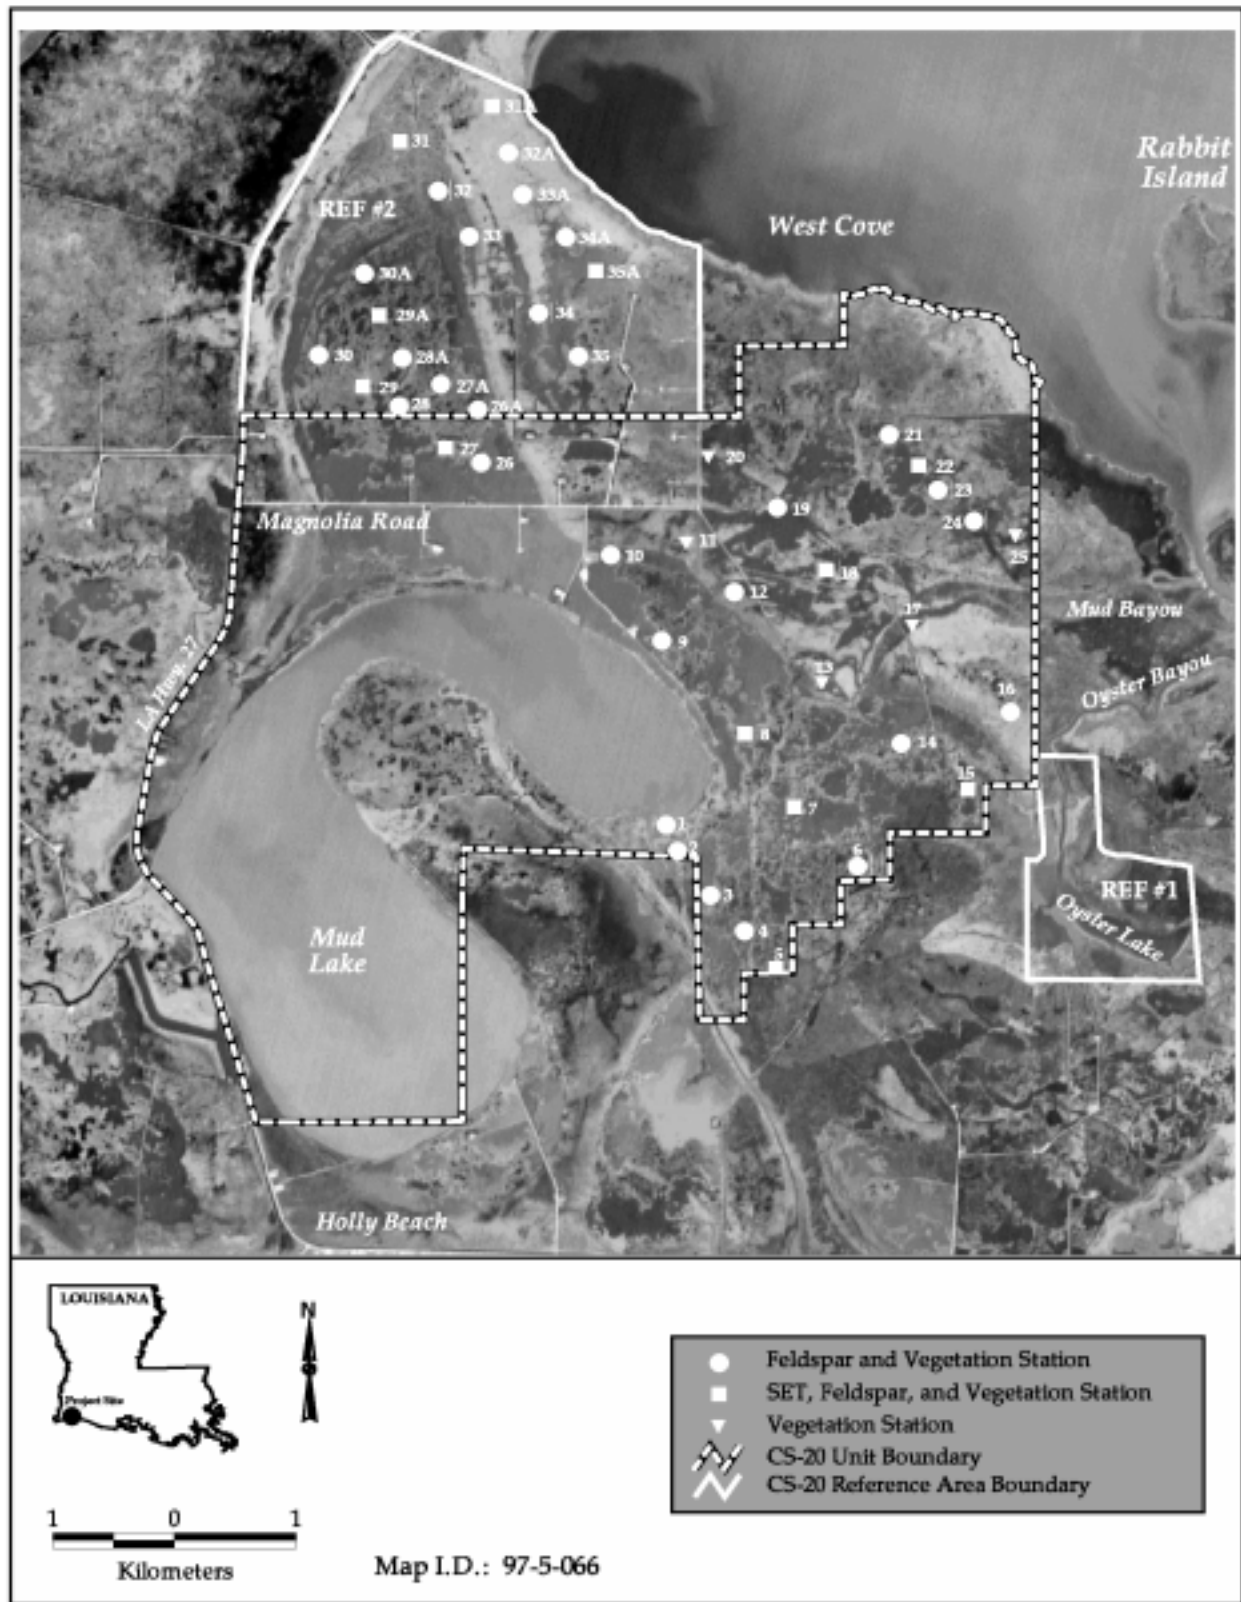 31A
31
32A
32
33A
REF #2
33
34A
30A
35A
29A
34
30
28A
35
29
27A
28
26A
27
26
Rabbit
Island
West Cove
20
21
22
23
19
24
25
Magnolia Road
11
10
18
12
17
Mud Bayou
9
LA Hwy. 27
13
Oyster Bayou
16
8
14
15
7
1
2
6
3
REF #1
4
Oyster Lake
5
Mud
Lake
Holly Beach
LOUISIANA
Project Site
N
S
Feldspar and Vegetation Station
SET, Feldspar, and Vegetation Station
Vegetation Station
CS-20 Unit Boundary
CS-20 Reference Area Boundary
1 0 1
Kilometers
Map I.D.: 97-5-066